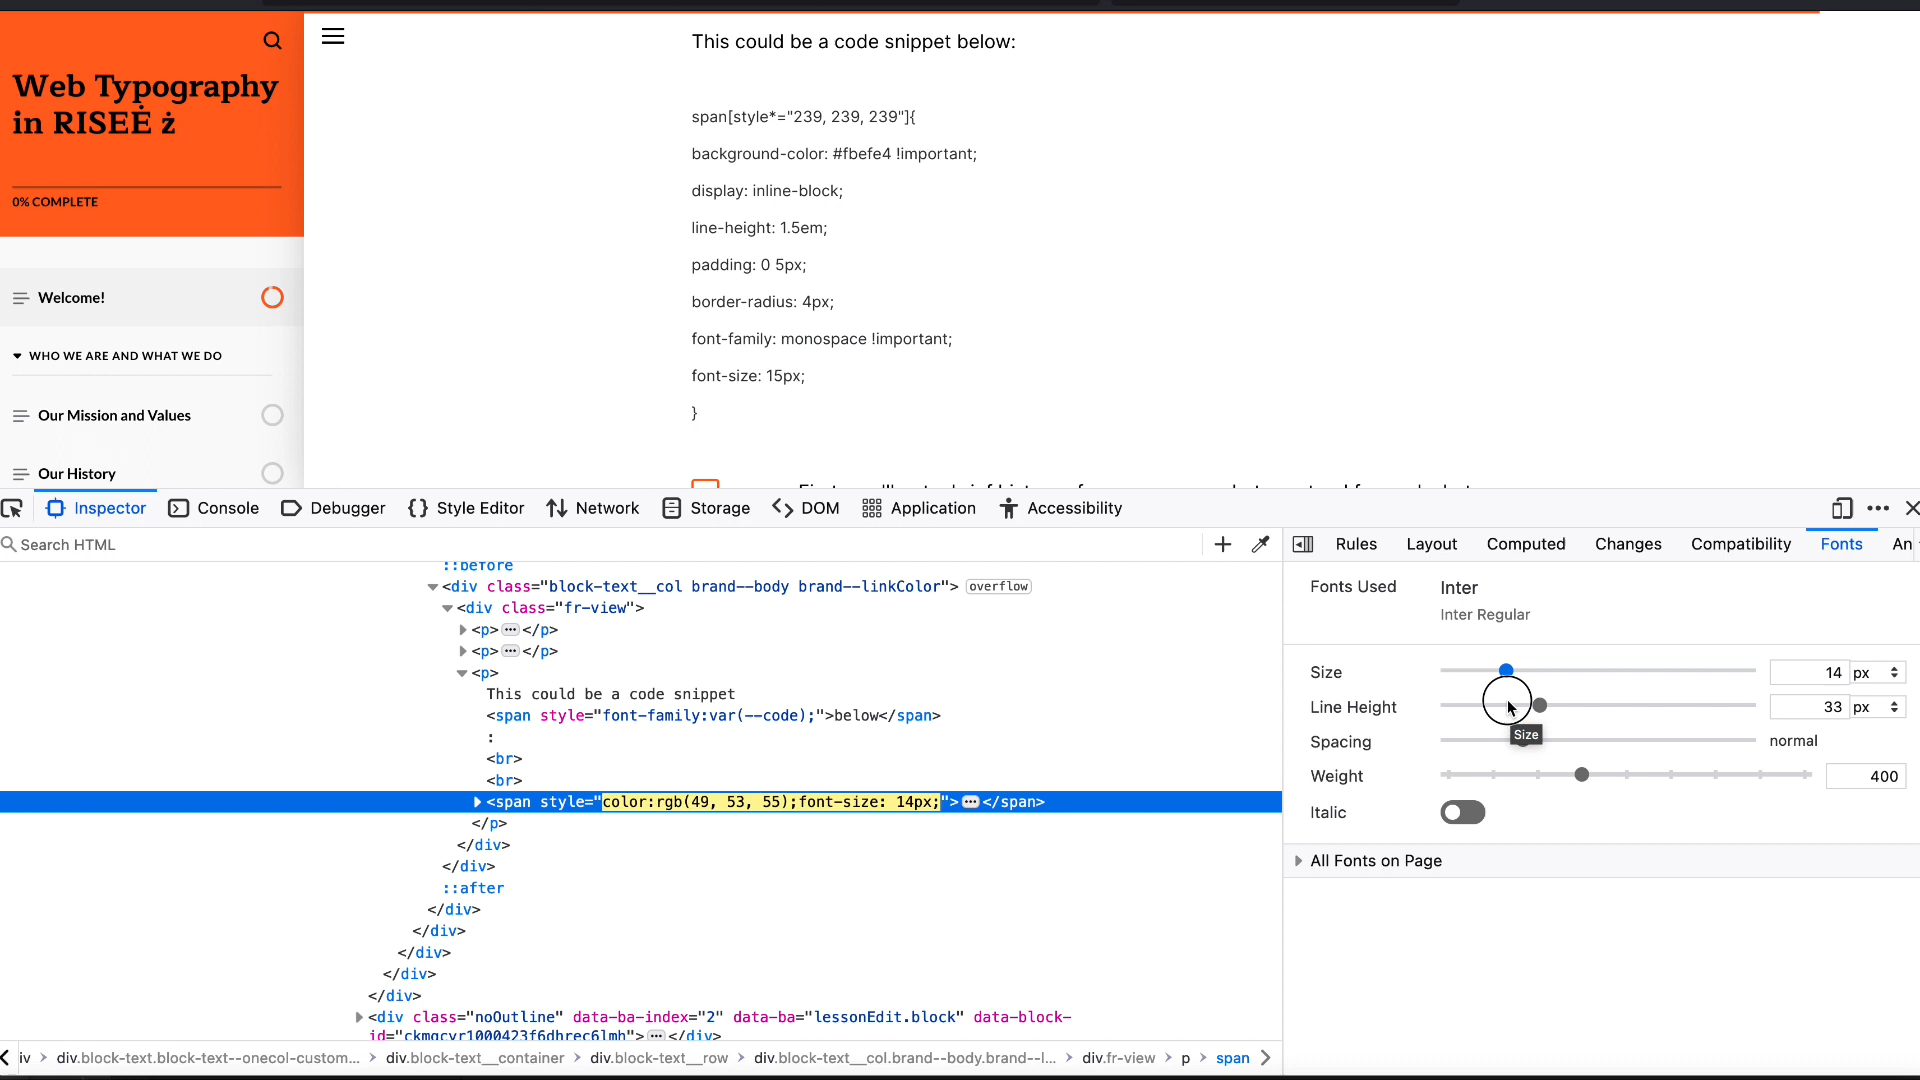 This could be a code snippet below:
Web Typography
in RISEĖ ż
0% COMPLETE
Welcome!
WHO WE ARE AND WHAT WE DO
Our Mission and Values
Our History
span[style*="239, 239, 239"]{
background-color: #fbefe4 !important;
display: inline-block;
line-height: 1.5em;
padding: 0 5px;
border-radius: 4px;
font-family: monospace !important;
font-size: 15px;
}
Inspector Console Debugger {} Style Editor Network Storage DOM Application Accessibility
Search HTML
Rules Layout Computed Changes Compatibility Fonts An
::before
<div class="block-text__col brand--body brand--linkColor"> overflow
<div class="fr-view">
<p> ··· </p>
<p> ··· </p>
<p>
This could be a code snippet
<span style="font-family:var(--code);">below</span>
:
<br>
<br>
<span style="color:rgb(49, 53, 55);font-size: 14px;"> ··· </span>
</p>
</div>
</div>
::after
</div>
</div>
</div>
</div>
</div>
<div class="noOutline" data-ba-index="2" data-ba="lessonEdit.block" data-block-
id="ckmgcyr1000423f6dhrec6lmh"> ··· </div>
iv > div.block-text.block-text--onecol-custom... > div.block-text__container > div.block-text__row > div.block-text__col.brand--body.brand--l... > div.fr-view > p > span
Fonts Used Inter
Inter Regular
Size 14 px
Line Height 33 px
Size
Spacing normal
Weight 400
Italic
All Fonts on Page